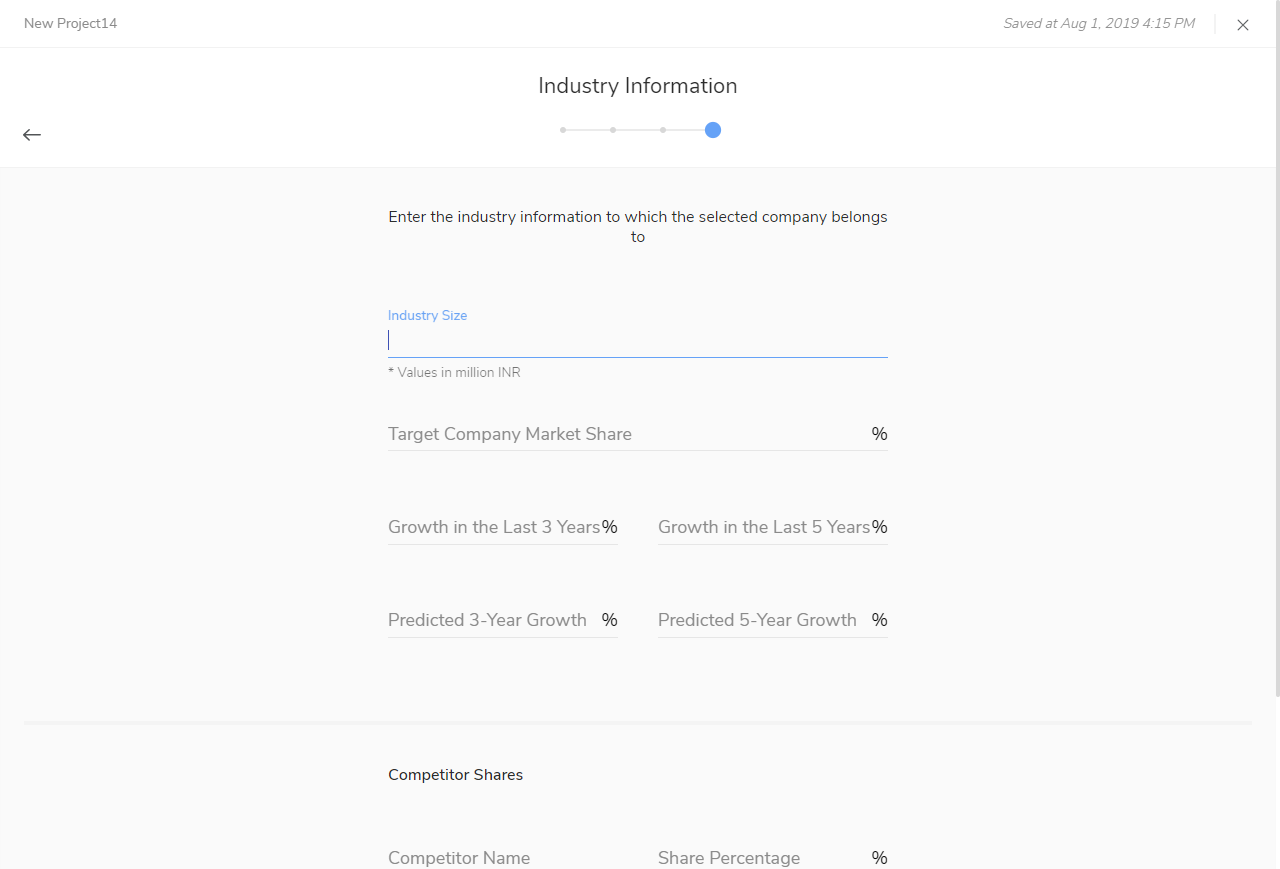 New Project14
Saved at Aug 1, 2019 4:15 PM
Industry Information
Enter the industry information to which the selected company belongs
to
Industry Size
* Values in million INR
Target Company Market Share %
Growth in the Last 3 Years% Growth in the Last 5 Years%
Predicted 3-Year Growth % Predicted 5-Year Growth %
Competitor Shares
Competitor Name Share Percentage %